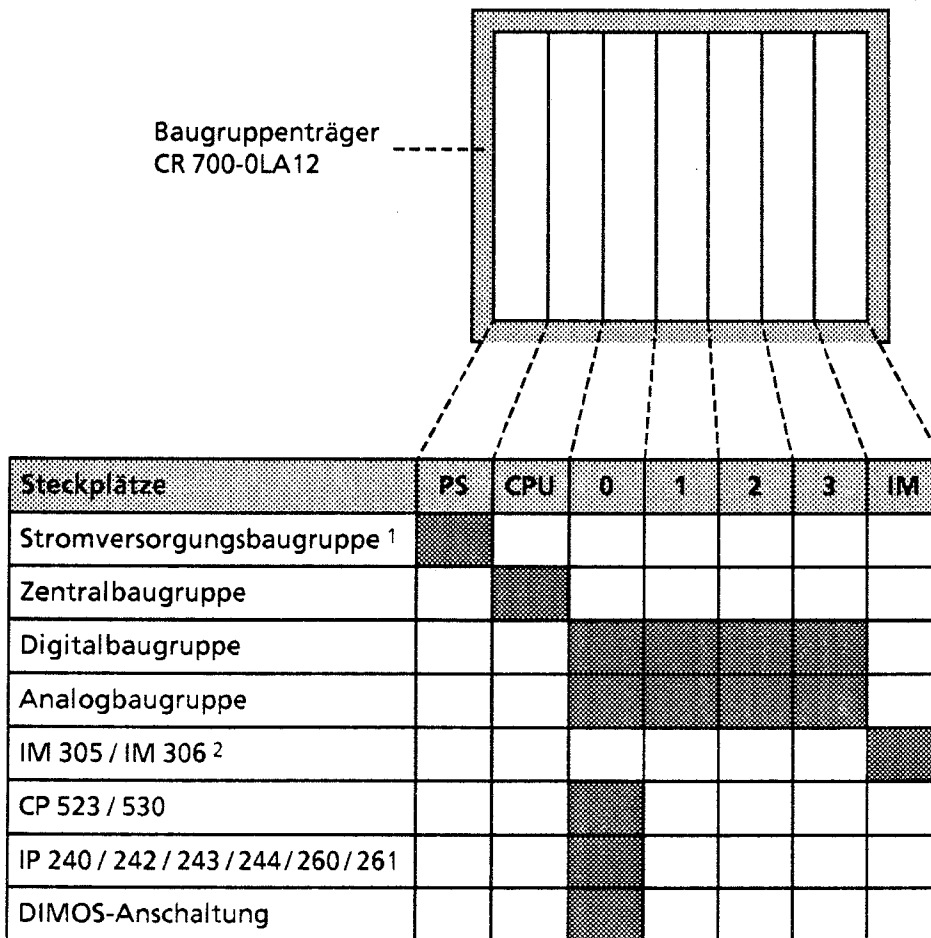 Baugruppenträger
CR 700-0LA12
Steckplätze PS CPU 0 1 2 3 IM
Stromversorgungsbaugruppe 1
Zentralbaugruppe
Digitalbaugruppe
Analogbaugruppe
IM 305 / IM 306 2
CP 523 / 530
IP 240 / 242 / 243 / 244 / 260 / 261
DIMOS-Anschaltung